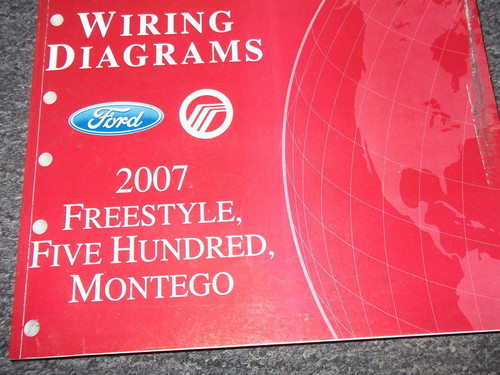 WIRING
DIAGRAMS
Ford
2007
FREESTYLE,
FIVE HUNDRED,
MONTEGO